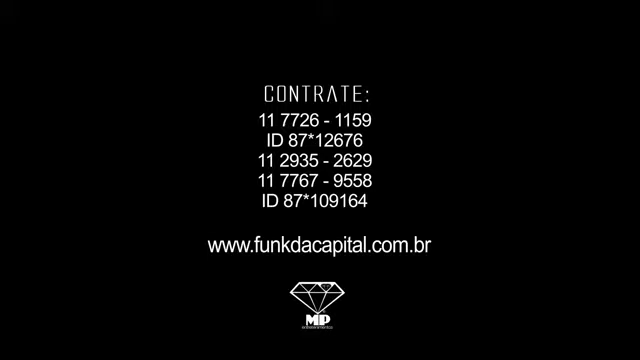 CONTRATE:
11 7726 - 1159
ID 87*12676
11 2935 - 2629
11 7767 - 9558
ID 87*109164
www.funkdacapital.com.br
MP
entretenimentos